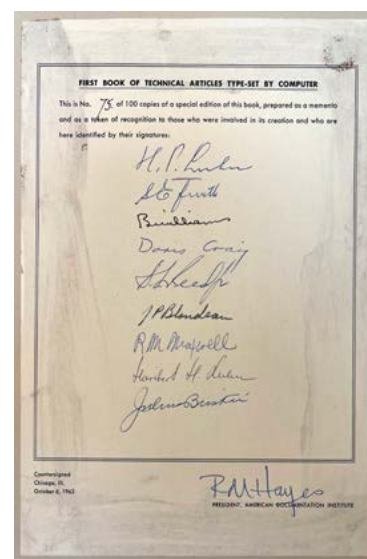 FIRST BOOK OF TECHNICAL ARTICLES TYPE-SET BY COMPUTER
This is No. 75 of 100 copies of a special edition of this book, prepared as a memento
and as a token of recognition to those who were involved in its creation and who are
here identified by their signatures:
H. P. Luhn
S E Furth
B Williams
Doris Craig
J P Blondeau
R M Maxwell
Countersigned
Chicago, Ill.
October 8, 1963
R M Hayes
PRESIDENT, AMERICAN DOCUMENTATION INSTITUTE